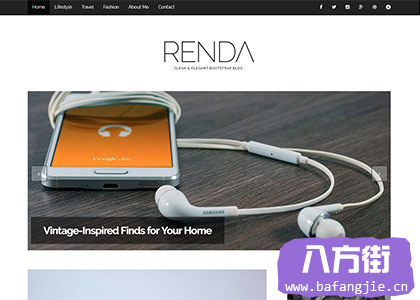 Home Lifestyle Travel Fashion About Me Contact
RENDA
CLEAN & ELEGANT BOOTSTRAP BLOG
Google Play
SAMSUNG
Vintage-Inspired Finds for Your Home
八方街
www.bafangjie.cn